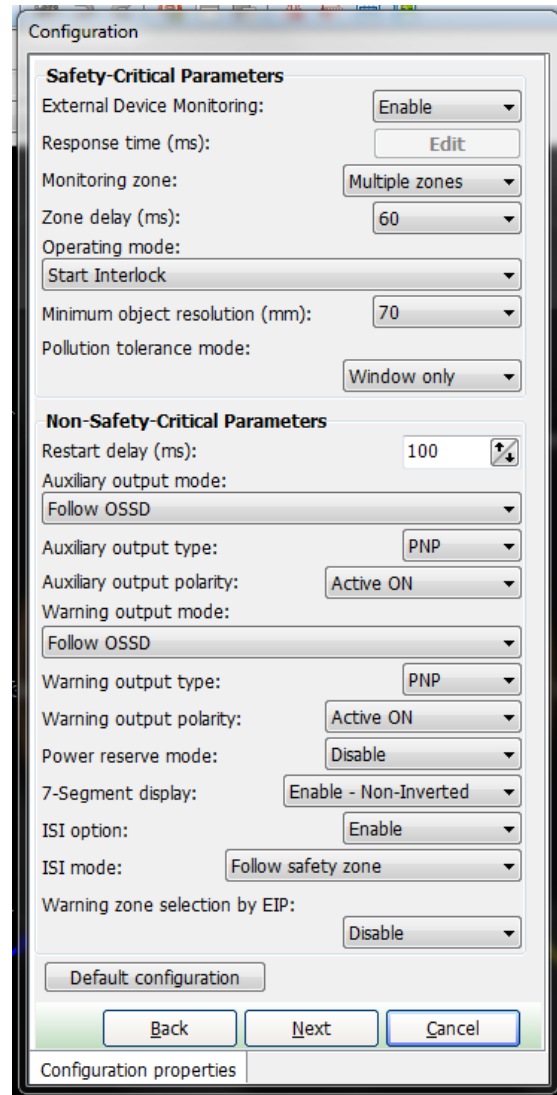 Configuration
Safety-Critical Parameters
External Device Monitoring: Enable
Response time (ms): Edit
Monitoring zone: Multiple zones
Zone delay (ms): 60
Operating mode:
Start Interlock
Minimum object resolution (mm): 70
Pollution tolerance mode:
Window only
Non-Safety-Critical Parameters
Restart delay (ms): 100
Auxiliary output mode:
Follow OSSD
Auxiliary output type: PNP
Auxiliary output polarity: Active ON
Warning output mode:
Follow OSSD
Warning output type: PNP
Warning output polarity: Active ON
Power reserve mode: Disable
7-Segment display: Enable - Non-Inverted
ISI option: Enable
ISI mode: Follow safety zone
Warning zone selection by EIP:
Disable
Default configuration
Back Next Cancel
Configuration properties